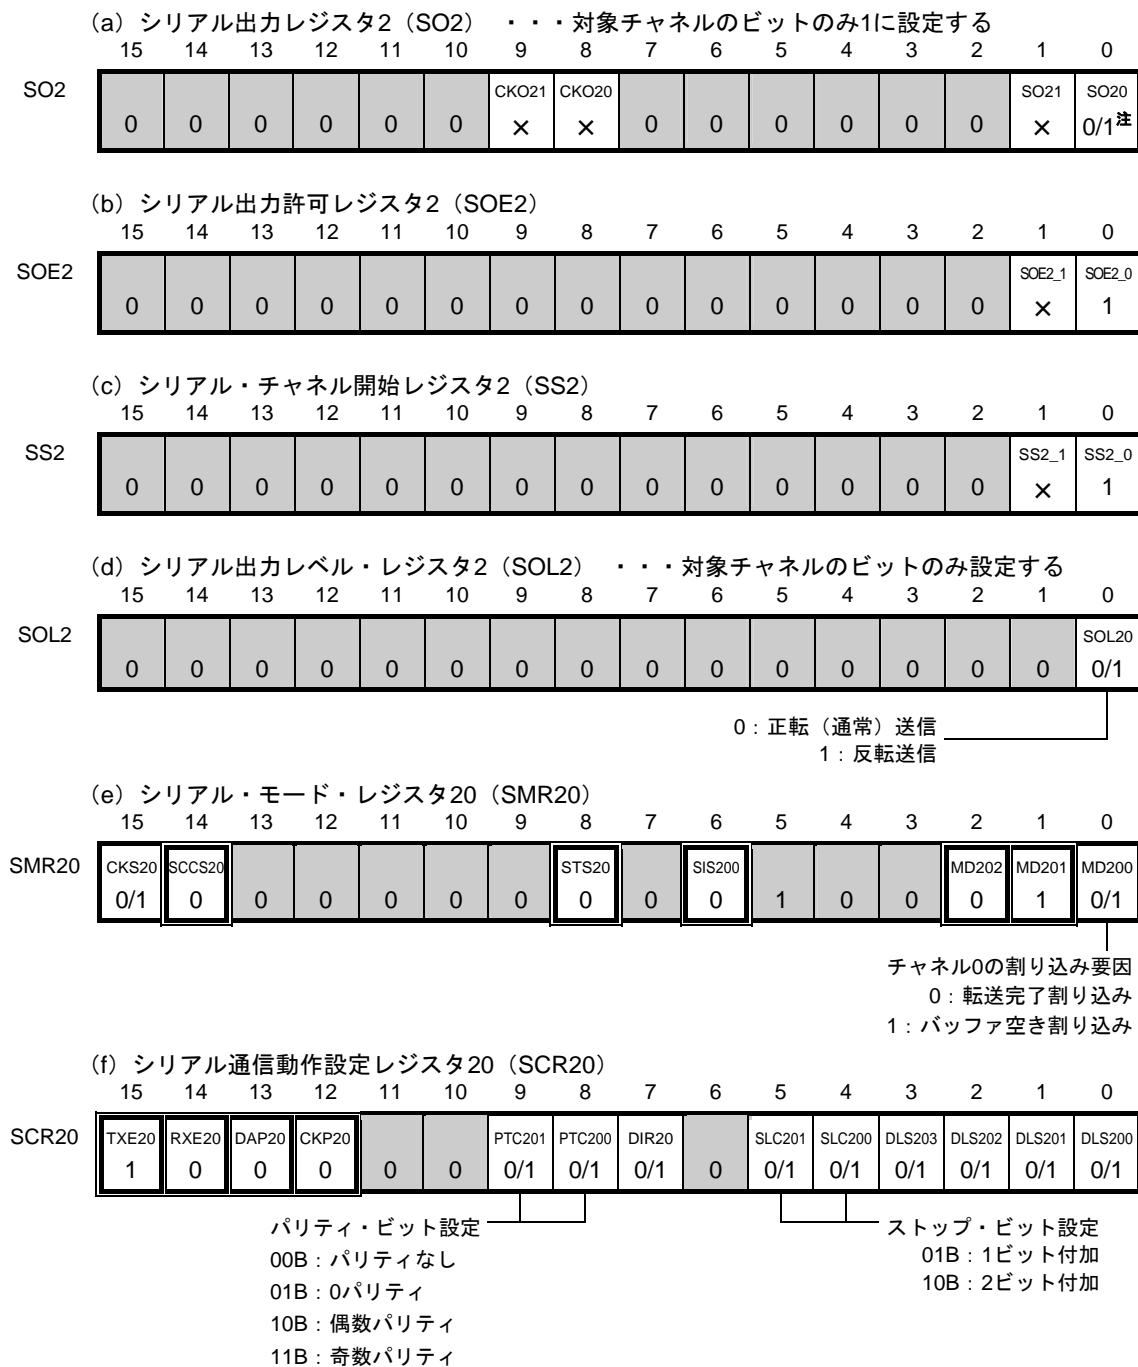 (a) シリアル出力レジスタ2（SO2） ・・・対象チャネルのビットのみ1に設定する
15 14 13 12 11 10 9 8 7 6 5 4 3 2 1 0
SO2
CKO21 CKO20 SO21 SO20
0 0 0 0 0 0 × × 0 0 0 0 0 0 × 0/1注
(b) シリアル出力許可レジスタ2（SOE2）
15 14 13 12 11 10 9 8 7 6 5 4 3 2 1 0
SOE2
SOE2_1 SOE2_0
0 0 0 0 0 0 0 0 0 0 0 0 0 0 × 1
(c) シリアル・チャネル開始レジスタ2（SS2）
15 14 13 12 11 10 9 8 7 6 5 4 3 2 1 0
SS2
SS2_1 SS2_0
0 0 0 0 0 0 0 0 0 0 0 0 0 0 × 1
(d) シリアル出力レベル・レジスタ2（SOL2） ・・・対象チャネルのビットのみ設定する
15 14 13 12 11 10 9 8 7 6 5 4 3 2 1 0
SOL2
SOL20
0 0 0 0 0 0 0 0 0 0 0 0 0 0 0 0/1
0：正転（通常）送信
1：反転送信
(e) シリアル・モード・レジスタ20（SMR20）
15 14 13 12 11 10 9 8 7 6 5 4 3 2 1 0
SMR20
CKS20 SCCS20 STS20 SIS200 MD202 MD201 MD200
0/1 0 0 0 0 0 0 0 0 0 1 0 0 0 1 0/1
チャネル0の割り込み要因
0：転送完了割り込み
1：バッファ空き割り込み
(f) シリアル通信動作設定レジスタ20（SCR20）
15 14 13 12 11 10 9 8 7 6 5 4 3 2 1 0
SCR20
TXE20 RXE20 DAP20 CKP20 PTC201 PTC200 DIR20 SLC201 SLC200 DLS203 DLS202 DLS201 DLS200
1 0 0 0 0 0 0/1 0/1 0/1 0 0/1 0/1 0/1 0/1 0/1 0/1
パリティ・ビット設定
00B：パリティなし
01B：0パリティ
10B：偶数パリティ
11B：奇数パリティ
ストップ・ビット設定
01B：1ビット付加
10B：2ビット付加